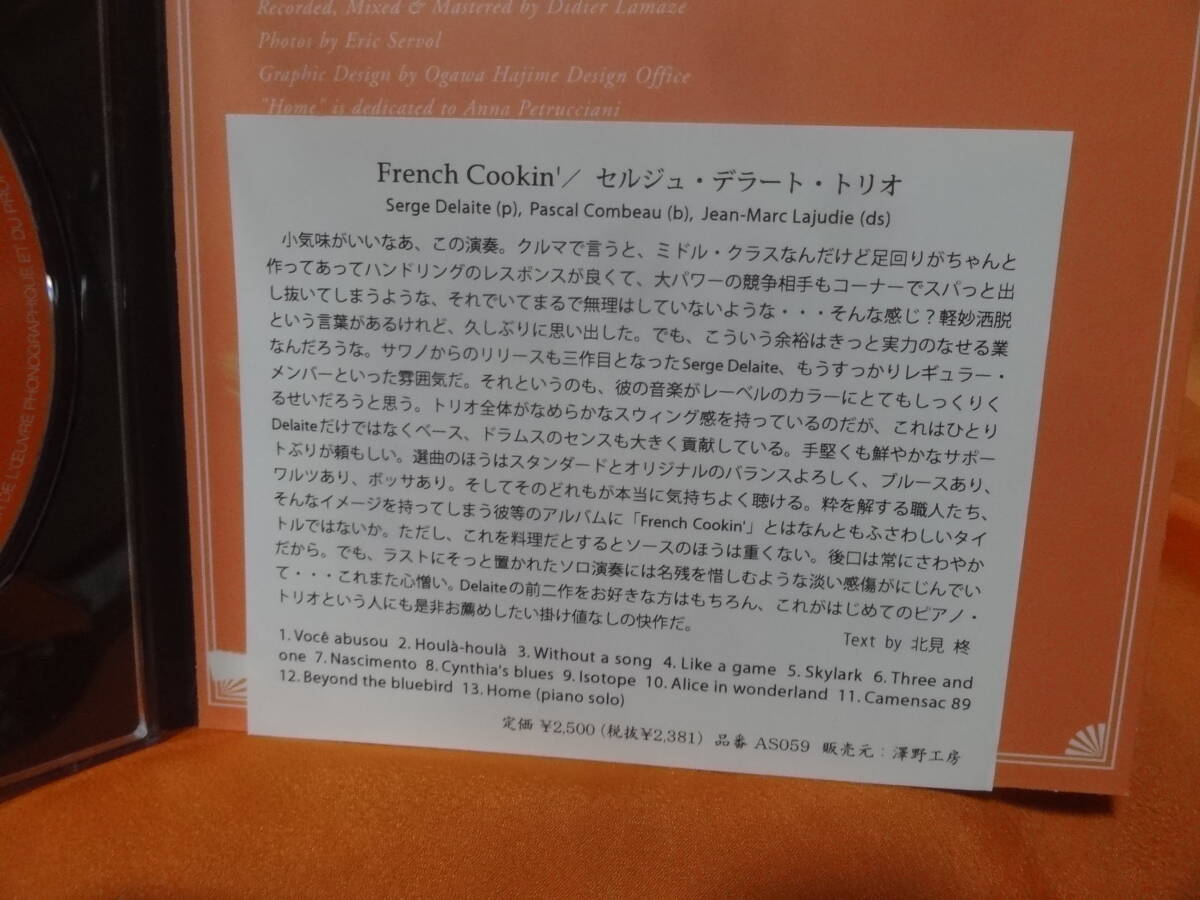 Recorded, Mixed & Mastered by Didier Lamaze
Photos by Eric Servol
Graphic Design by Ogawa Hajime Design Office
"Home" is dedicated to Anna Petrucciani
DE L'ŒUVRE PHONOGRAPHIQUE ET DU
French Cookin'／ セルジュ・デラート・トリオ
Serge Delaite (p), Pascal Combeau (b), Jean-Marc Lajudie (ds)
小気味がいいなあ、この演奏。クルマで言うと、ミドル・クラスなんだけど足回りがちゃんと
作ってあってハンドリングのレスポンスが良くて、大パワーの競争相手もコーナーでスパっと出
し抜いてしまうような、それでいてまるで無理はしていないような・・・そんな感じ？軽妙洒脱
という言葉があるけれど、久しぶりに思い出した。でも、こういう余裕はきっと実力のなせる業
なんだろうな。サワノからのリリースも三作目となったSerge Delaite、もうすっかりレギュラー・
メンバーといった雰囲気だ。それというのも、彼の音楽がレーベルのカラーにとてもしっくりく
るせいだろうと思う。トリオ全体がなめらかなスウィング感を持っているのだが、これはひとり
Delaiteだけではなくベース、ドラムスのセンスも大きく貢献している。手堅くも鮮やかなサポー
トぶりが頼もしい。選曲のほうはスタンダードとオリジナルのバランスよろしく、ブルースあり、
ワルツあり、ボッサあり。そしてそのどれもが本当に気持ちよく聴ける。粋を解する職人たち、
そんなイメージを持ってしまう彼等のアルバムに「French Cookin'」とはなんともふさわしいタイ
トルではないか。ただし、これを料理だとするとソースのほうは重くない。後口は常にさわやか
だから。でも、ラストにそっと置かれたソロ演奏には名残を惜しむような淡い感傷がにじんでい
て・・・これまた心憎い。Delaiteの前二作をお好きな方はもちろん、これがはじめてのピアノ・
トリオという人にも是非お薦めしたい掛け値なしの快作だ。
Text by 北見 柊
1. Você abusou 2. Houlà-houlà 3. Without a song 4. Like a game 5. Skylark 6. Three and
one 7. Nascimento 8. Cynthia's blues 9. Isotope 10. Alice in wonderland 11. Camensac 89
12. Beyond the bluebird 13. Home (piano solo)
定価 ¥2,500 (税抜¥2,381) 品番 AS059 販売元：澤野工房